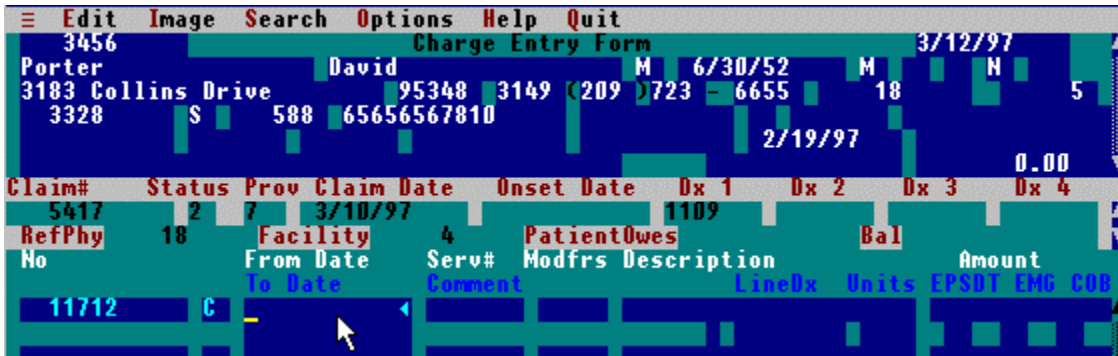 ≡ Edit Image Search Options Help Quit
3456 Charge Entry Form 3/12/97
Porter David M 6/30/52 M N
3183 Collins Drive 95348 3149 (209 )723 - 6655 18 5
3328 S 588 65656567810
2/19/97
0.00
Claim# Status Prov Claim Date Onset Date Dx 1 Dx 2 Dx 3 Dx 4
5417 2 7 3/10/97 1109
RefPhy 18 Facility 4 PatientOwes Bal
No From Date Serv# Modfrs Description Amount
To Date Comment LineDx Units EPSDT EMG COB
11712 C